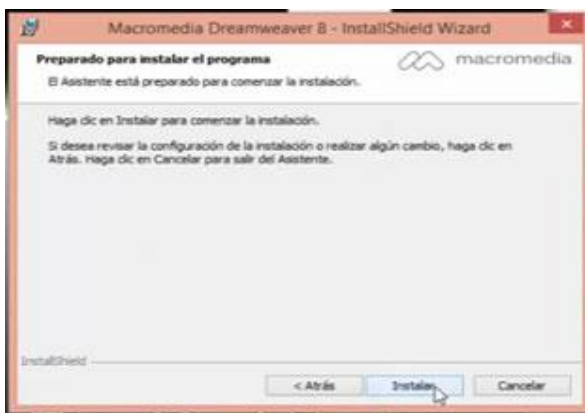 Macromedia Dreamweaver 8 - InstallShield Wizard
Preparado para instalar el programa
macromedia
El Asistente está preparado para comenzar la instalación.
Haga clic en Instalar para comenzar la instalación.
Si desea revisar la configuración de la instalación o realizar algún cambio, haga clic en
Atrás. Haga clic en Cancelar para salir del Asistente.
InstallShield
< Atrás
Instalar
Cancelar